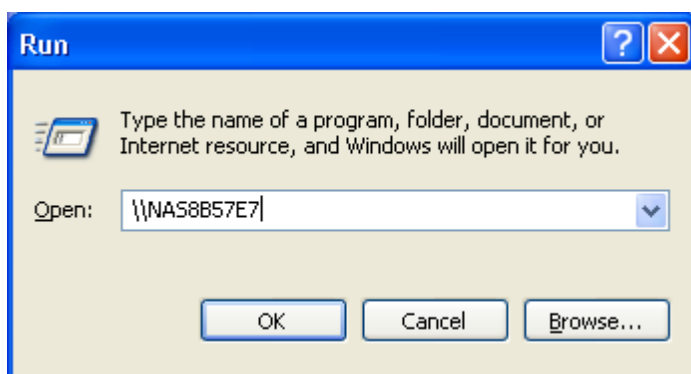 Run
Type the name of a program, folder, document, or
Internet resource, and Windows will open it for you.
Open: \\NAS8B57E7
OK Cancel Browse...